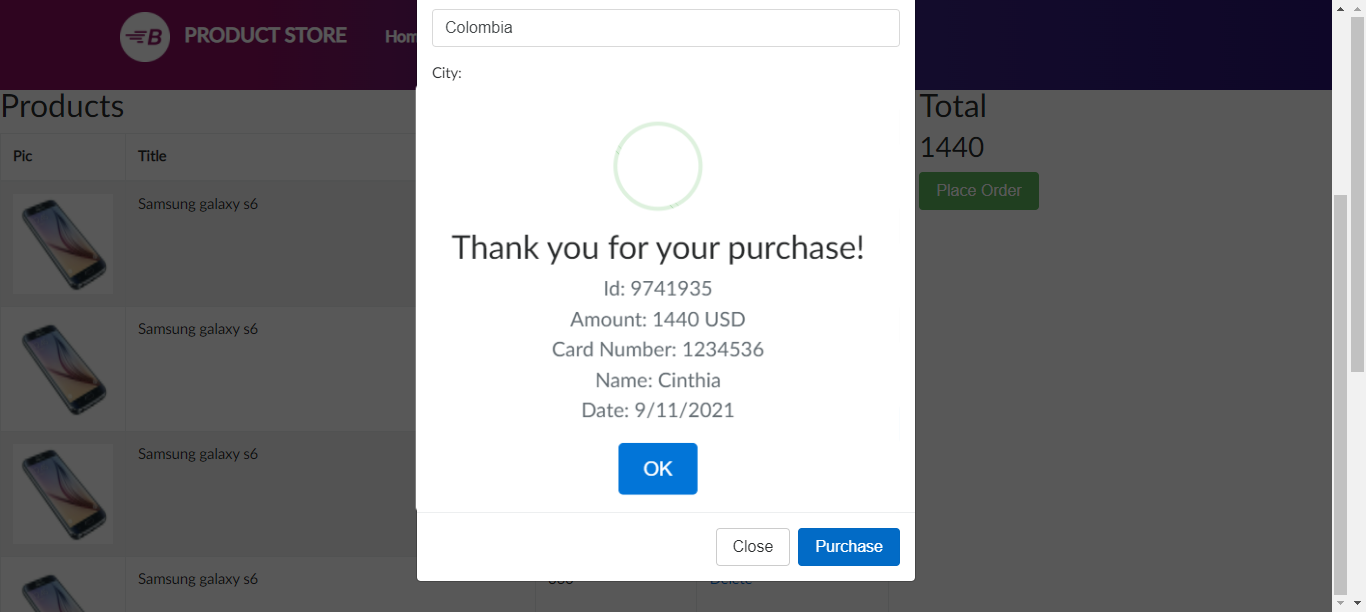 B PRODUCT STORE Hom
Colombia
City:
Products
Total
1440
Place Order
Pic Title
Samsung galaxy s6
Samsung galaxy s6
Samsung galaxy s6
Samsung galaxy s6
Thank you for your purchase!
Id: 9741935
Amount: 1440 USD
Card Number: 1234536
Name: Cinthia
Date: 9/11/2021
OK
Close Purchase